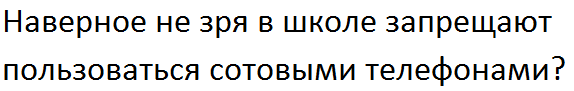 Наверное не зря в школе запрещают
пользоваться сотовыми телефонами?